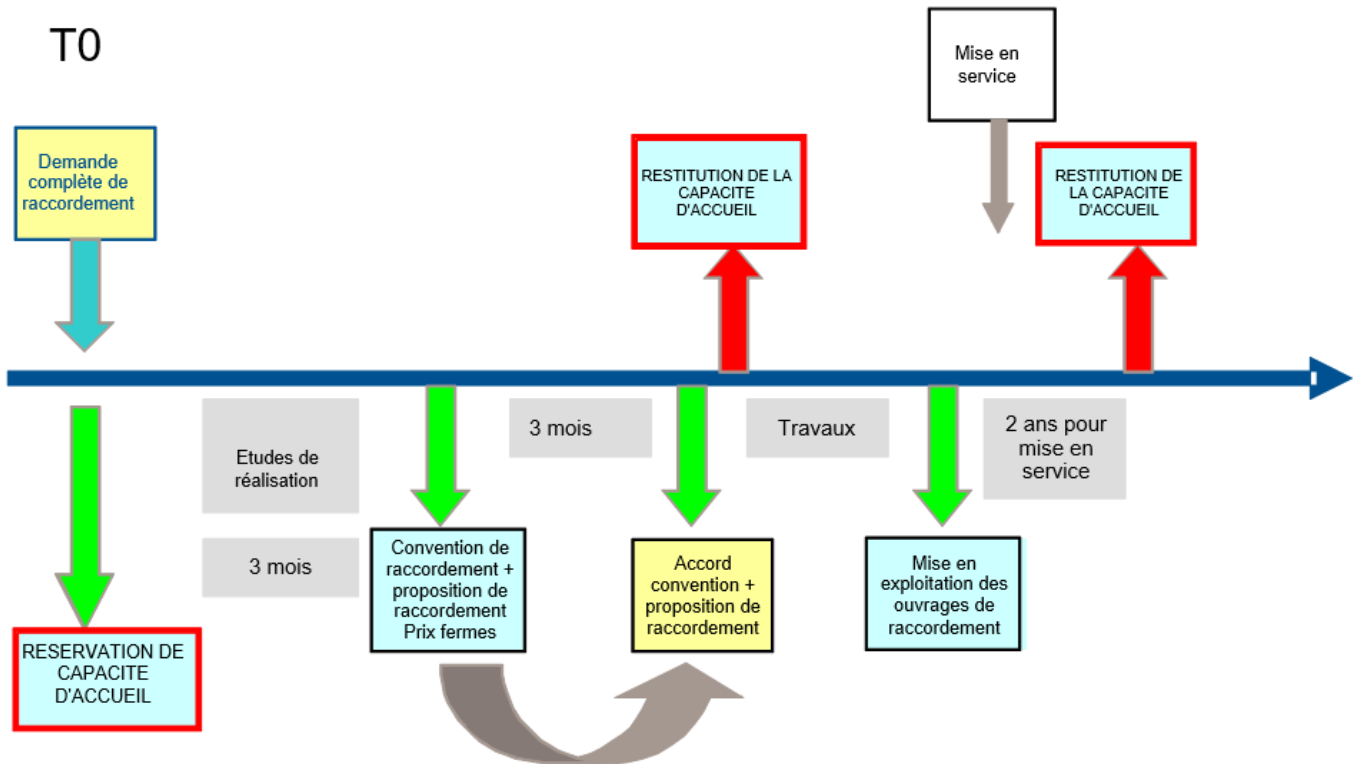 T0
Mise en
service
Demande
complète de
raccordement
RESTITUTION DE LA
CAPACITE
D'ACCUEIL
RESTITUTION DE
LA CAPACITE
D'ACCUEIL
Etudes de
réalisation
3 mois
Travaux
2 ans pour
mise en
service
3 mois
Convention de
raccordement +
proposition de
raccordement
Prix fermes
Accord
convention +
proposition de
raccordement
Mise en
exploitation des
ouvrages de
raccordement
RESERVATION DE
CAPACITE
D'ACCUEIL